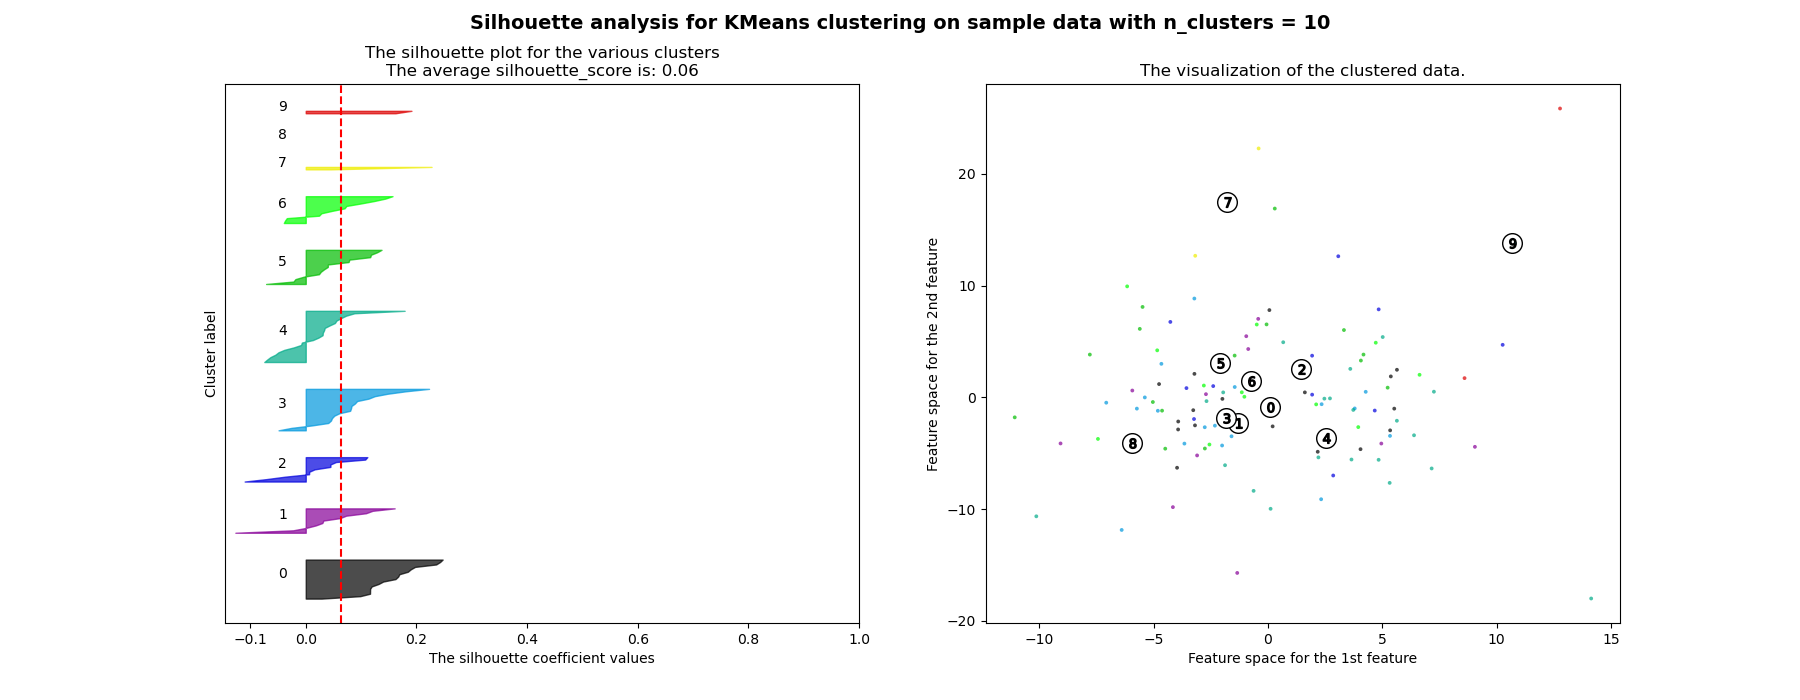 Silhouette analysis for KMeans clustering on sample data with n_clusters = 10
The silhouette plot for the various clusters
The average silhouette_score is: 0.06
9
8
7
6
5
4
3
2
1
0
Cluster label
−0.1 0.0 0.2 0.4 0.6 0.8 1.0
The silhouette coefficient values
The visualization of the clustered data.
20
10
0
−10
−20
Feature space for the 2nd feature
7
9
5
2
6
0
3
1
4
8
−10 −5 0 5 10 15
Feature space for the 1st feature